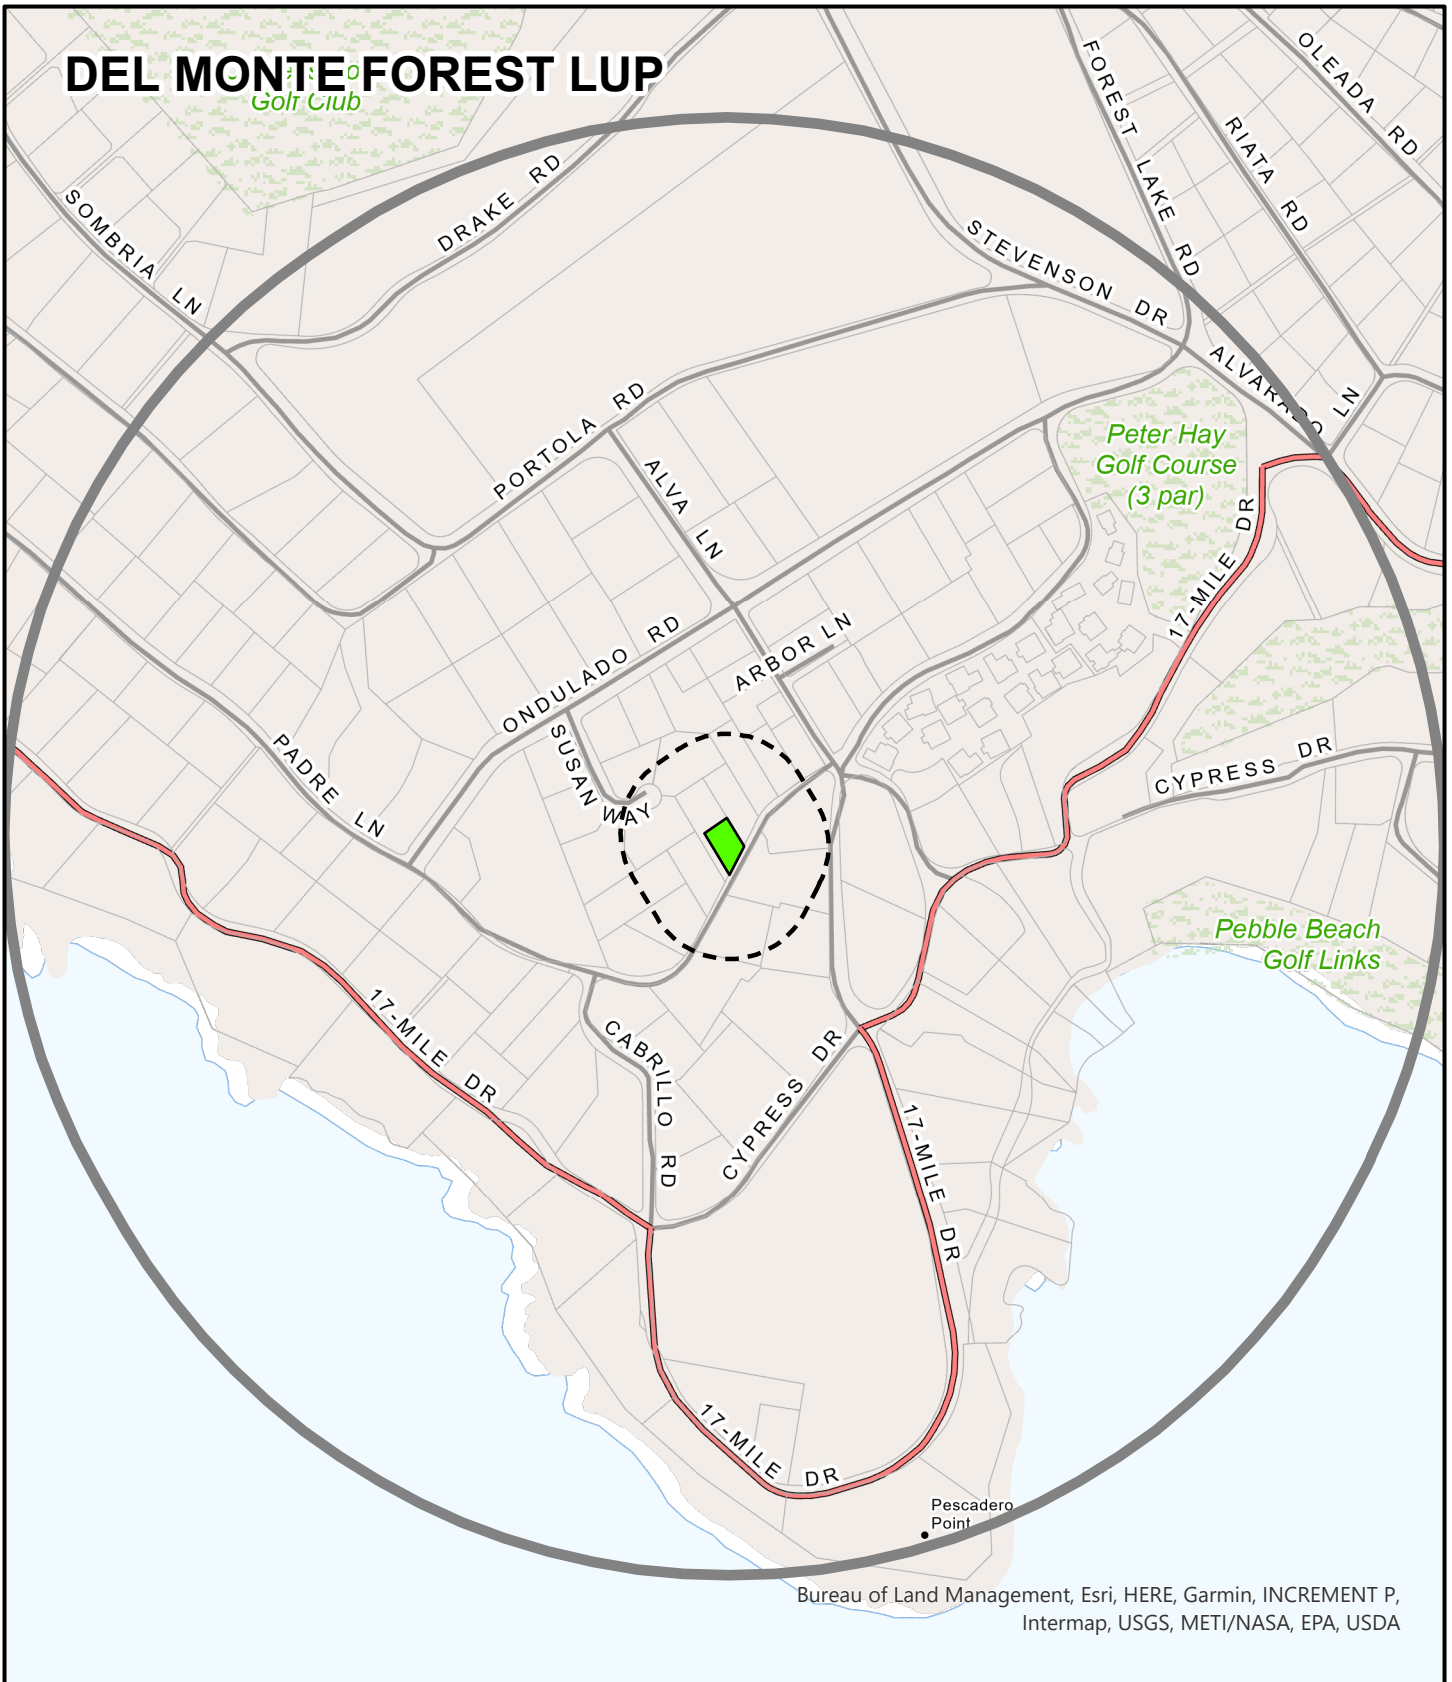 DEL MONTE FOREST LUP
Golf Club
FOREST LAKE RD
OLEADA RD
RIATA RD
DRAKE RD
SOMBRIA LN
STEVENSON DR
ALVARADO LN
PORTOLA RD
Peter Hay
Golf Course
(3 par)
ALVA LN
17-MILE DR
ARBOR LN
ONDULADO RD
SUSAN WAY
PADRE LN
CYPRESS DR
Pebble Beach
Golf Links
17-MILE DR
CABRILLO RD
CYPRESS DR
17-MILE DR
17-MILE DR
Pescadero
Point
Bureau of Land Management, Esri, HERE, Garmin, INCREMENT P,
Intermap, USGS, METI/NASA, EPA, USDA